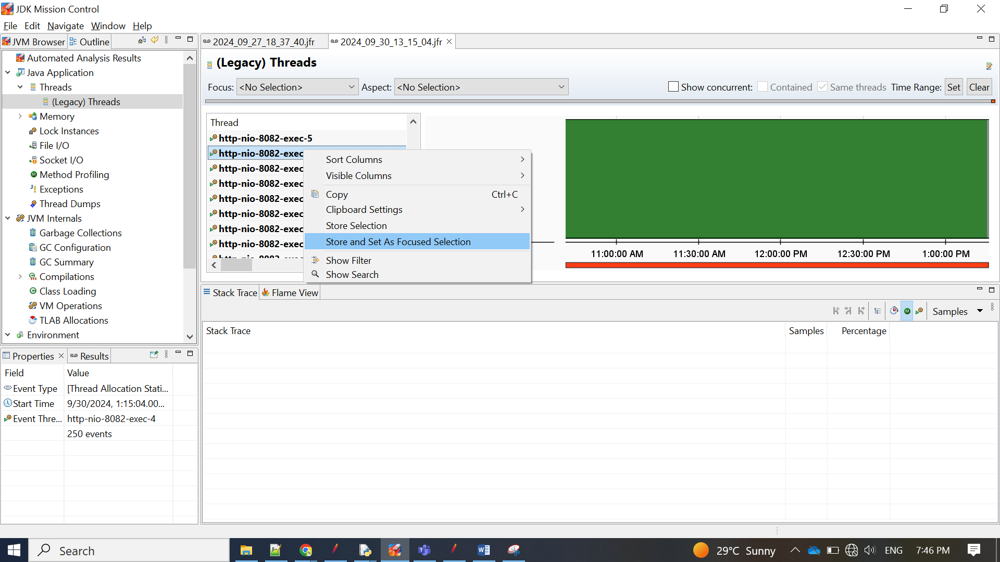 JDK Mission Control
File Edit Navigate Window Help
JVM Browser Outline
2024_09_27_18_37_40.jfr 2024_09_30_13_15_04.jfr
Automated Analysis Results
Java Application
Threads
(Legacy) Threads
Memory
Lock Instances
File I/O
Socket I/O
Method Profiling
Exceptions
Thread Dumps
JVM Internals
Garbage Collections
GC Configuration
GC Summary
Compilations
Class Loading
VM Operations
TLAB Allocations
Environment
(Legacy) Threads
Focus: <No Selection> Aspect: <No Selection> Show concurrent: Contained Same threads Time Range: Set Clear
Thread
http-nio-8082-exec-5
http-nio-8082-exec
http-nio-8082-exec
http-nio-8082-exec
http-nio-8082-exec
http-nio-8082-exec
http-nio-8082-exec
http-nio-8082-exec
Sort Columns
Visible Columns
Copy Ctrl+C
Clipboard Settings
Store Selection
Store and Set As Focused Selection
Show Filter
Show Search
11:00:00 AM 11:30:00 AM 12:00:00 PM 12:30:00 PM 1:00:00 PM
Stack Trace Flame View
Samples
Stack Trace Samples Percentage
Properties Results
Field Value
Event Type [Thread Allocation Stati...
Start Time 9/30/2024, 1:15:04.00...
Event Thre... http-nio-8082-exec-4
250 events
Search
29°C Sunny
ENG
7:46 PM